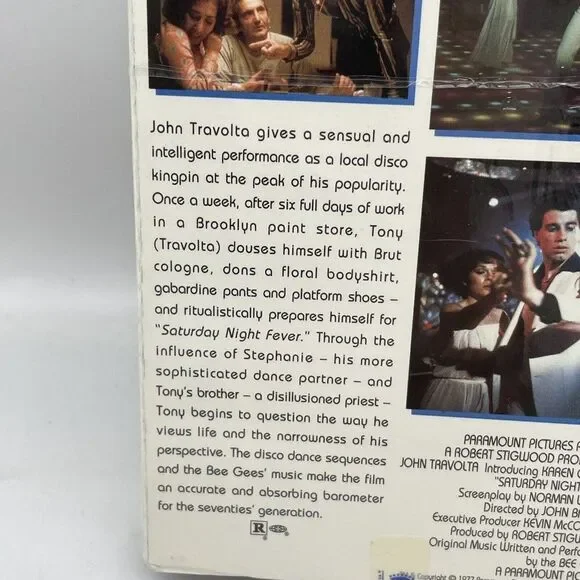 John Travolta gives a sensual and
intelligent performance as a local disco
kingpin at the peak of his popularity.
Once a week, after six full days of work
in a Brooklyn paint store, Tony
(Travolta) douses himself with Brut
cologne, dons a floral bodyshirt,
gabardine pants and platform shoes –
and ritualistically prepares himself for
"Saturday Night Fever." Through the
influence of Stephanie – his more
sophisticated dance partner – and
Tony's brother – a disillusioned priest –
Tony begins to question the way he
views life and the narrowness of his
perspective. The disco dance sequences
and the Bee Gees' music make the film
an accurate and absorbing barometer
for the seventies' generation.
R
PARAMOUNT PICTURES
A ROBERT STIGWOOD
JOHN TRAVOLTA Introducing KAREN
"SATURDAY NIGHT
Screenplay by NORMAN
Directed by JOHN
Executive Producer KEVIN
Produced by ROBERT
Original Music Written and
by the BEE
A PARAMOUNT
Copyright © 1977